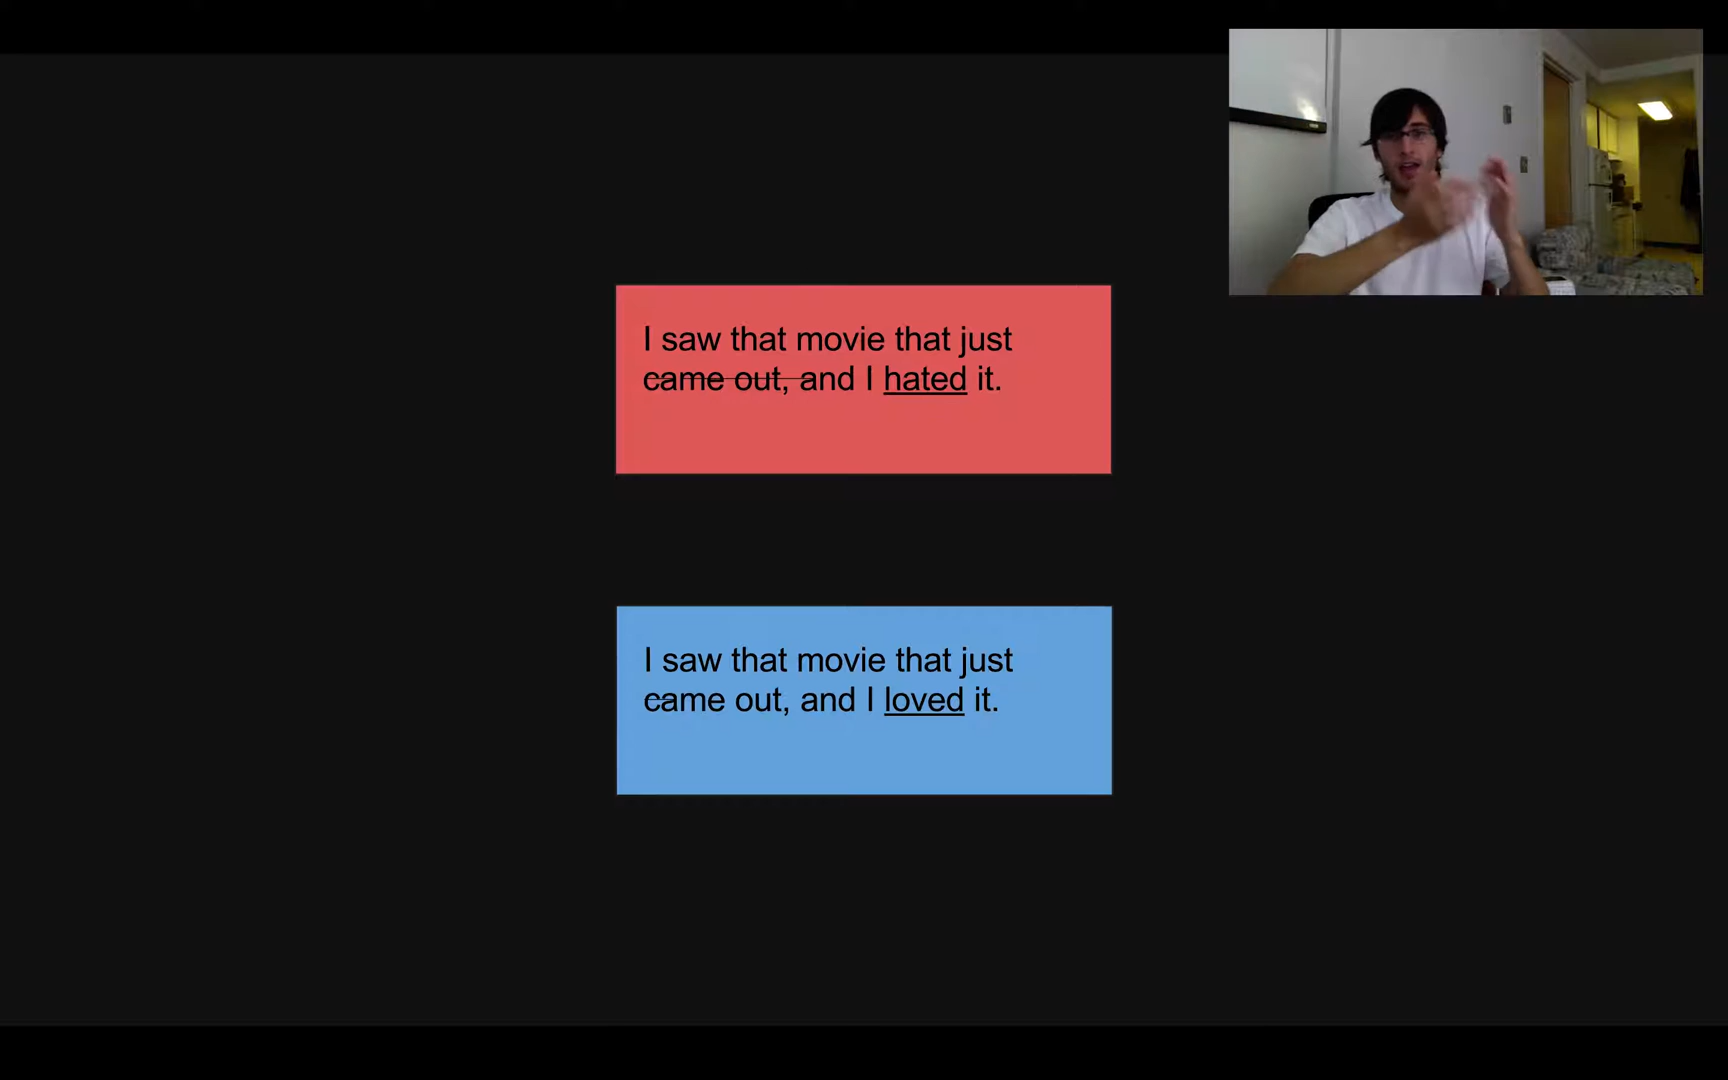 I saw that movie that just
came out, and I hated it.
I saw that movie that just
came out, and I loved it.